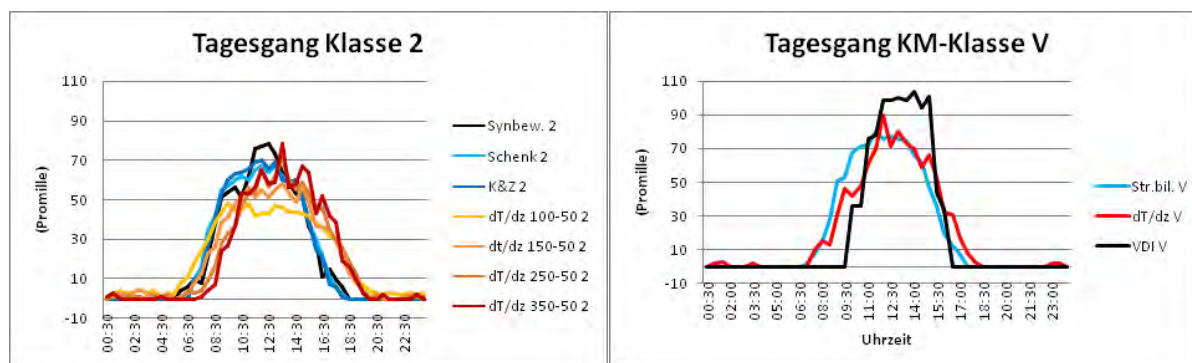 Tagesgang Klasse 2
110
90
70
50
30
10
-10
(Promille)
00:30
02:30
04:30
06:30
08:30
10:30
12:30
14:30
16:30
18:30
20:30
22:30
Synbew. 2
Schenk 2
K&Z 2
dT/dz 100-50 2
dt/dz 150-50 2
dT/dz 250-50 2
dT/dz 350-50 2
Tagesgang KM-Klasse V
110
90
70
50
30
10
-10
(Promille)
00:30
02:00
03:30
05:00
06:30
08:00
09:30
11:00
12:30
14:00
15:30
17:00
18:30
20:00
21:30
23:00
Uhrzeit
Str.bil. V
dT/dz V
VDI V